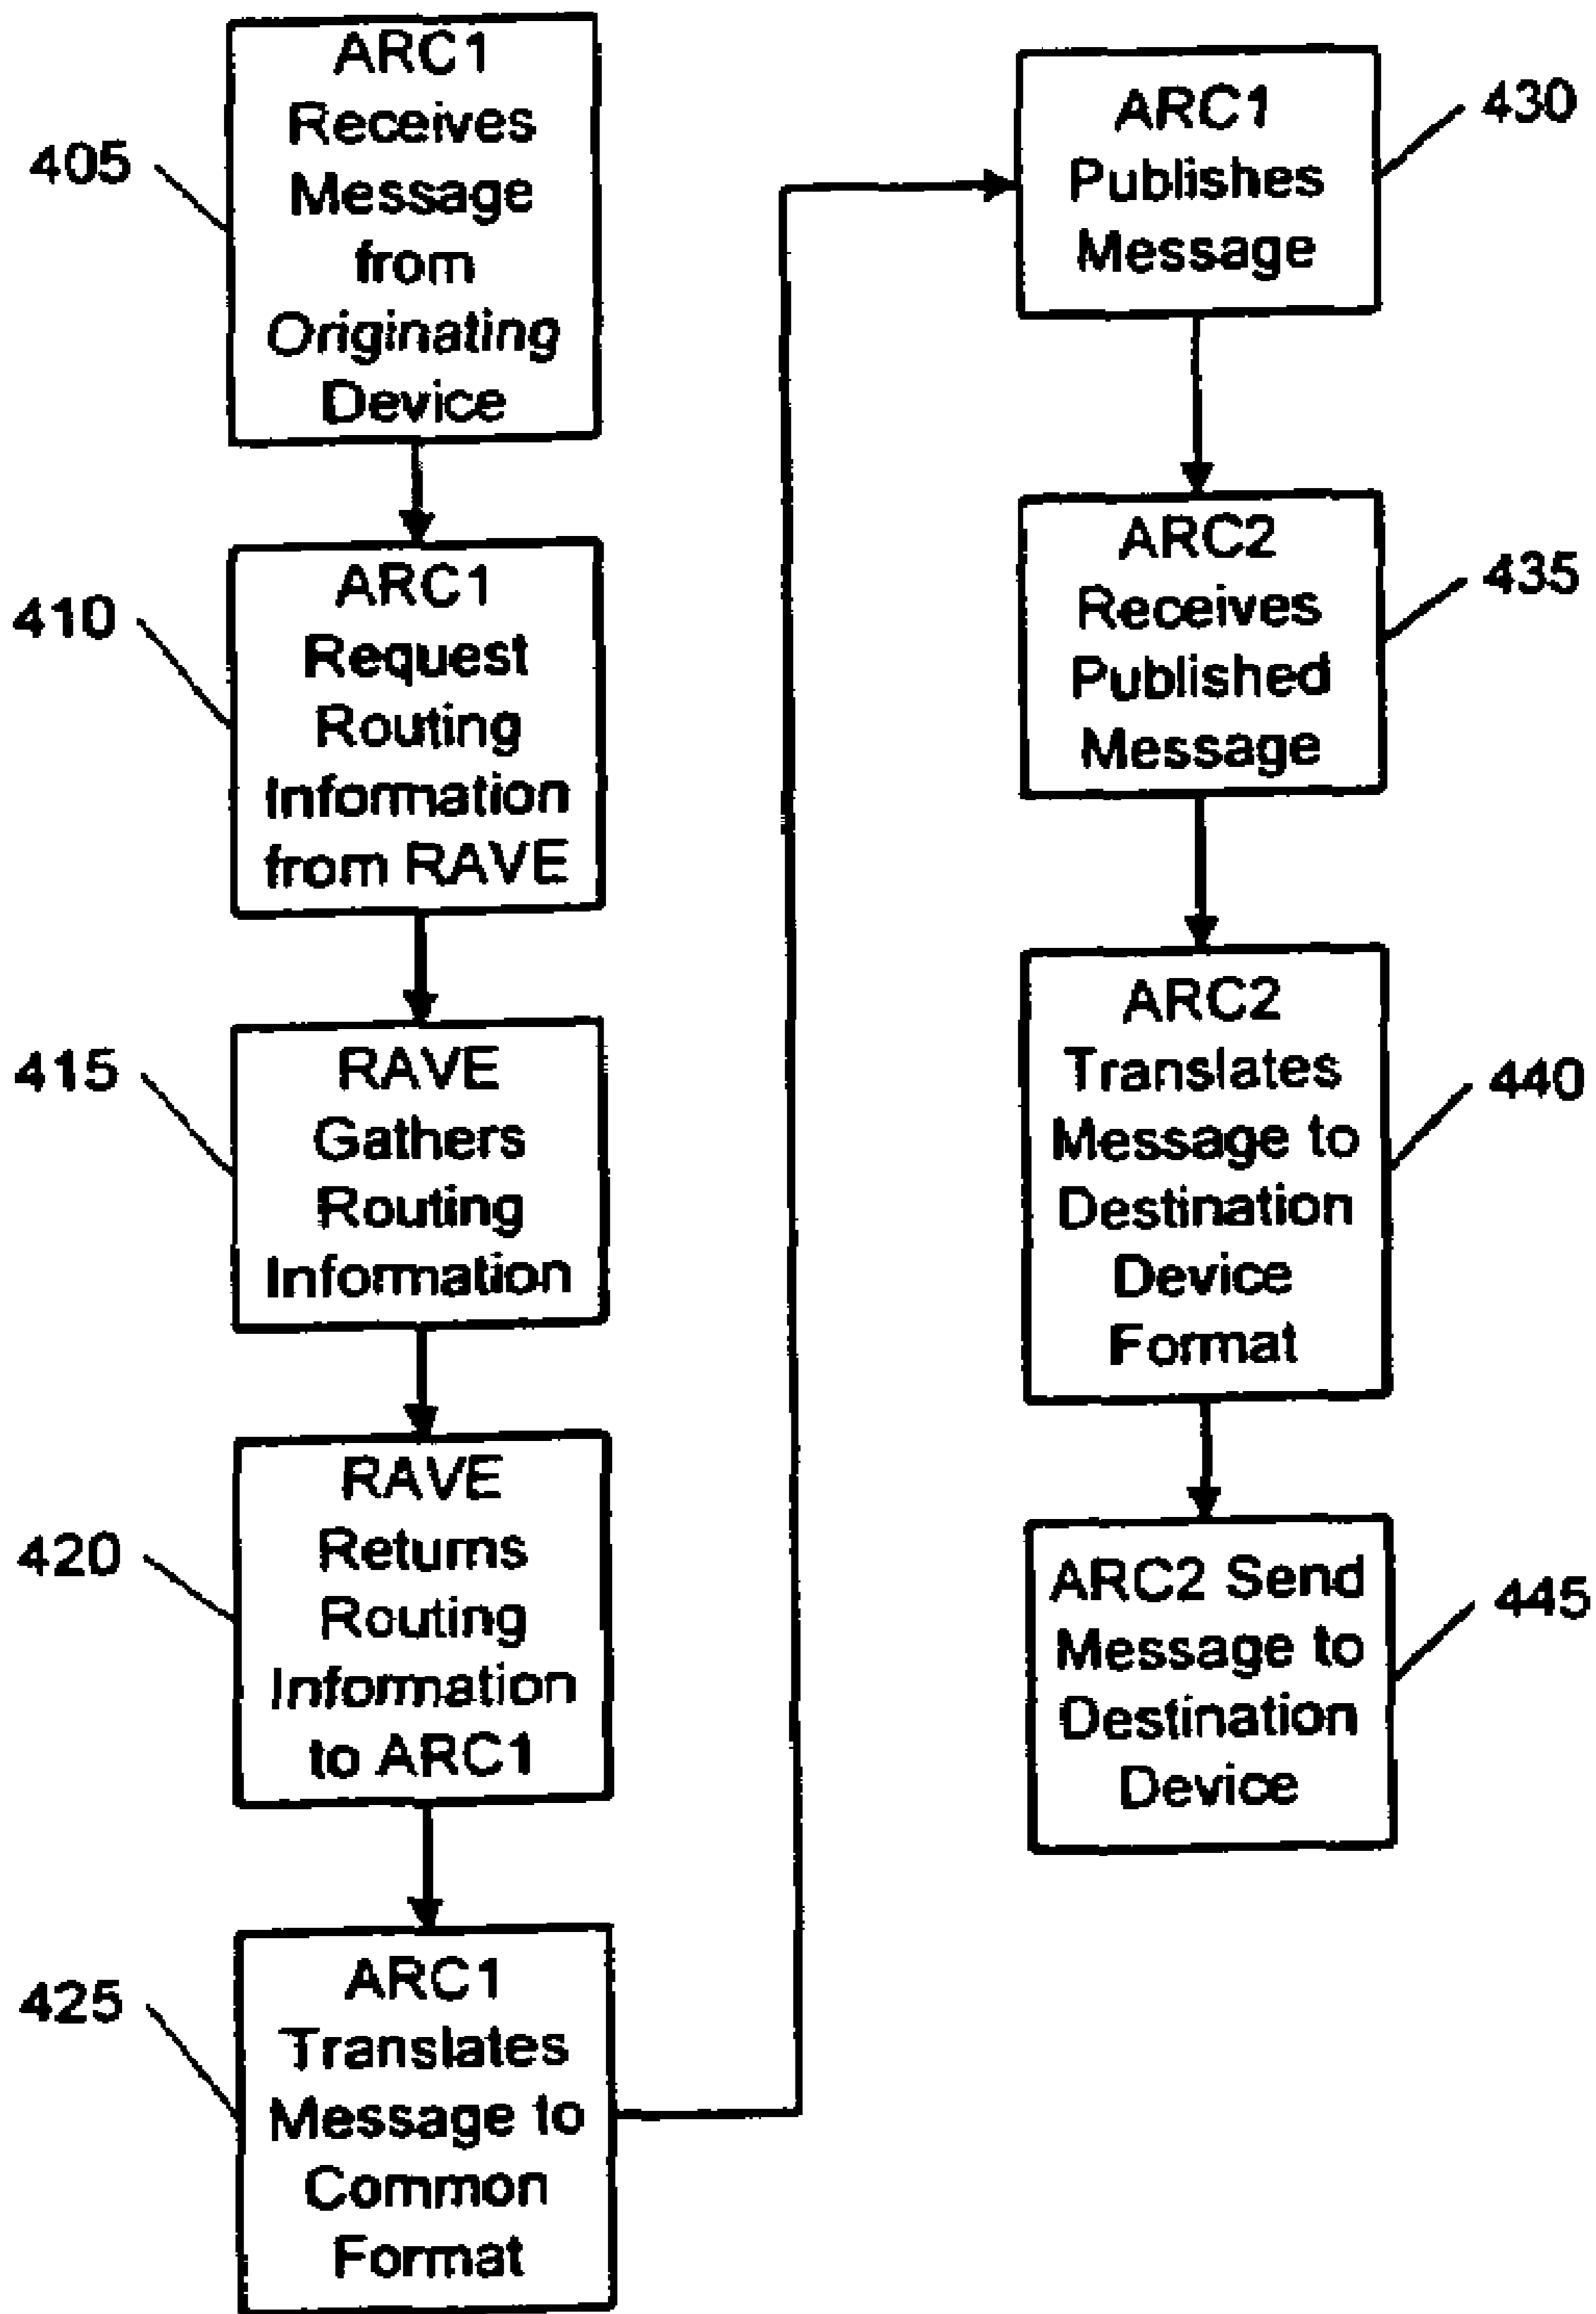 405
ARC1
Receives
Message
from
Originating
Device
410
ARC1
Request
Routing
Information
from RAVE
415
RAVE
Gathers
Routing
Information
420
RAVE
Returns
Routing
Information
to ARC1
425
ARC1
Translates
Message to
Common
Format
430
ARC1
Publishes
Message
435
ARC2
Receives
Published
Message
440
ARC2
Translates
Message to
Destination
Device
Format
445
ARC2 Send
Message to
Destination
Device